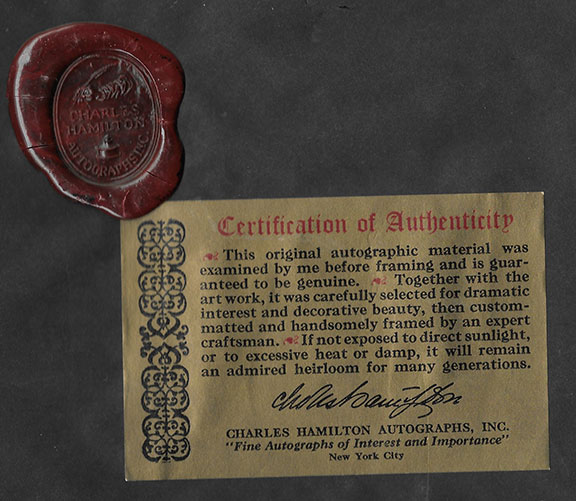 CHARLES
HAMILTON
AUTOGRAPHS INC.
Certification of Authenticity
This original autographic material was
examined by me before framing and is guar-
anteed to be genuine. Together with the
art work, it was carefully selected for dramatic
interest and decorative beauty, then custom-
matted and handsomely framed by an expert
craftsman. If not exposed to direct sunlight,
or to excessive heat or damp, it will remain
an admired heirloom for many generations.
Charles Hamilton
CHARLES HAMILTON AUTOGRAPHS, INC.
"Fine Autographs of Interest and Importance"
New York City